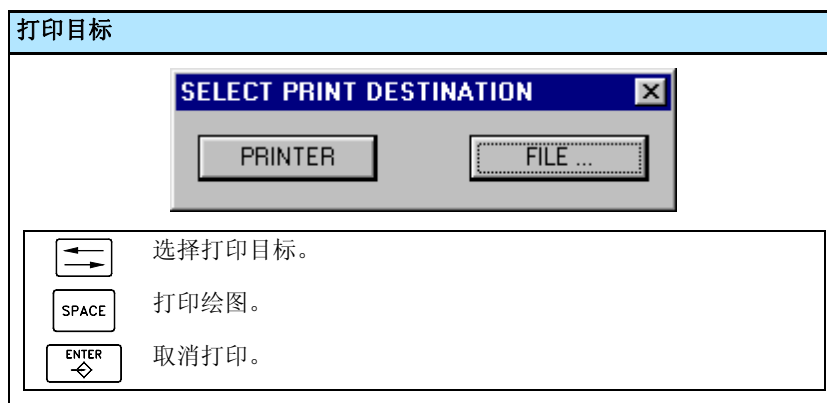 打印目标
SELECT PRINT DESTINATION
PRINTER
FILE ...
选择打印目标。
SPACE
打印绘图。
ENTER
取消打印。